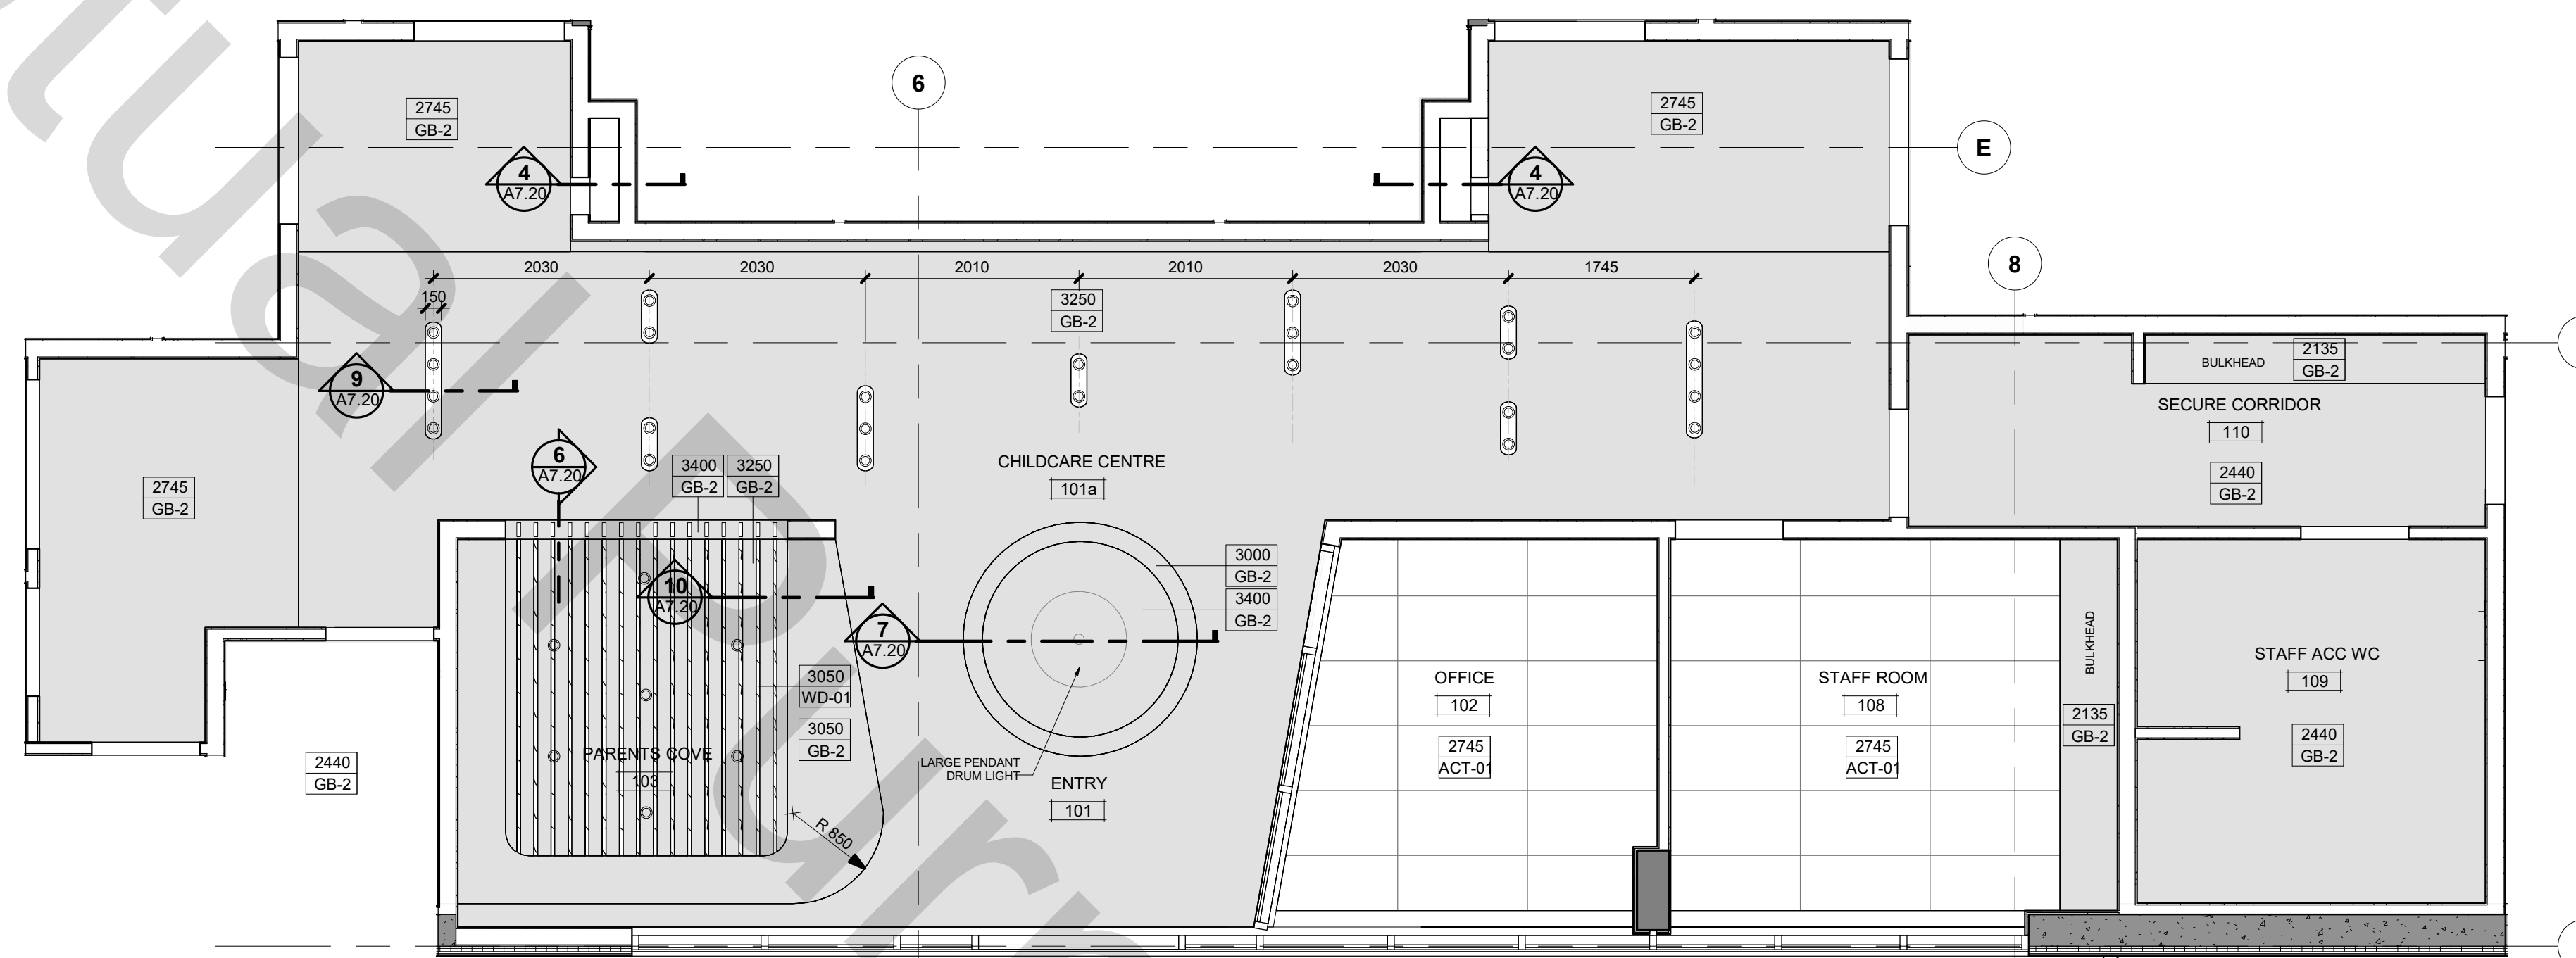 6
2745
GB-2
2745
GB-2
E
4
A7.20
4
A7.20
8
2030
2030
2010
2010
2030
1745
150
3250
GB-2
BULKHEAD
2135
GB-2
9
A7.20
SECURE CORRIDOR
110
6
A7.20
3400
GB-2
3250
GB-2
CHILDCARE CENTRE
101a
2745
GB-2
2440
GB-2
3000
GB-2
10
A7.20
3400
GB-2
7
A7.20
BULKHEAD
3050
WD-01
OFFICE
102
STAFF ROOM
108
STAFF ACC WC
109
2135
GB-2
3050
GB-2
PARENTS COVE
103
2745
ACT-01
2745
ACT-01
2440
GB-2
2440
GB-2
LARGE PENDANT
DRUM LIGHT
ENTRY
101
R 850